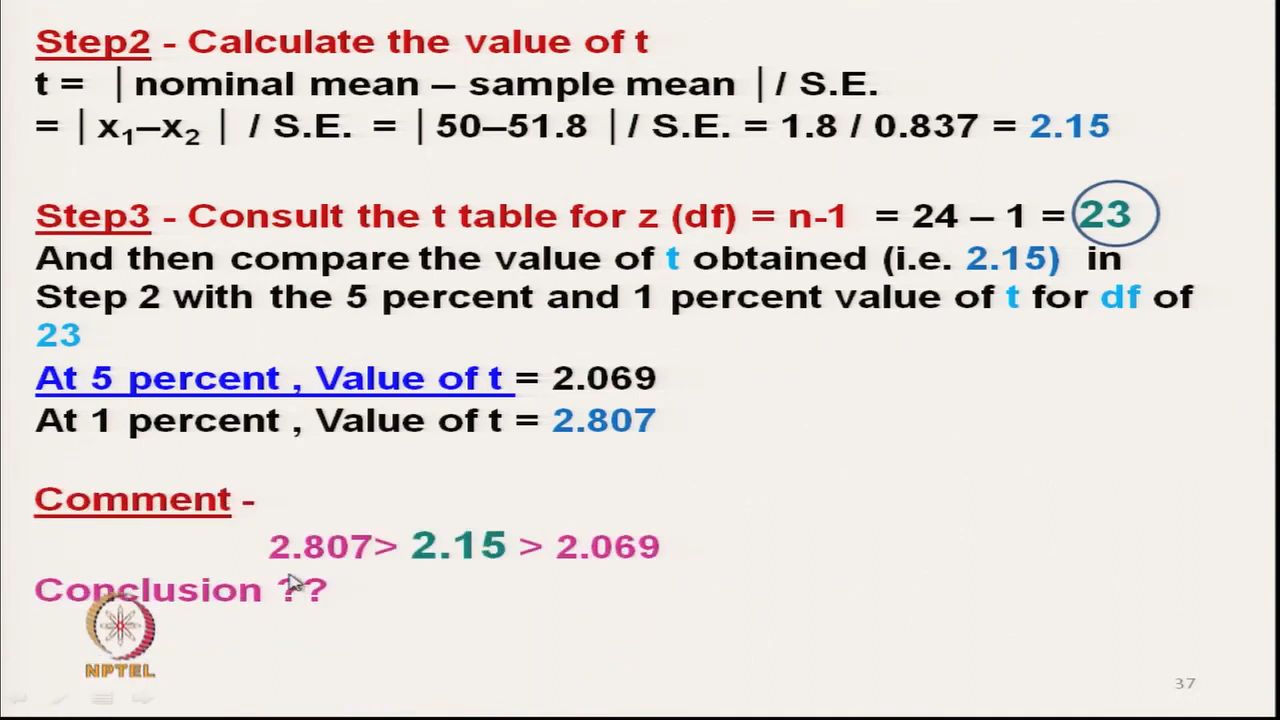 Step2 - Calculate the value of t
t = │nominal mean – sample mean │/ S.E.
= │x₁–x₂ │ / S.E. = │50–51.8 │/ S.E. = 1.8 / 0.837 = 2.15
Step3 - Consult the t table for z (df) = n-1 = 24 – 1 = 23
And then compare the value of t obtained (i.e. 2.15) in
Step 2 with the 5 percent and 1 percent value of t for df of
23
At 5 percent , Value of t = 2.069
At 1 percent , Value of t = 2.807
Comment -
2.807> 2.15 > 2.069
Conclusion ??
NPTEL
37